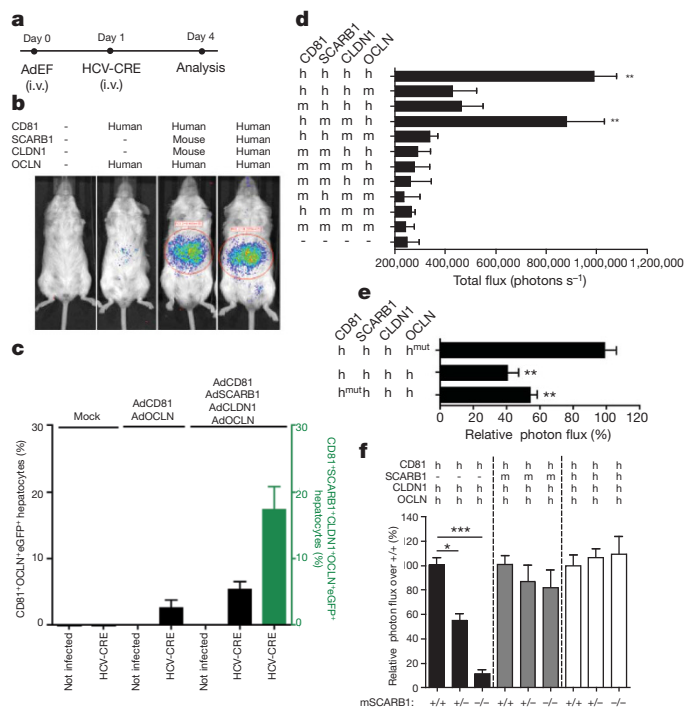 a
Day 0 Day 1 Day 4
AdEF HCV-CRE Analysis
(i.v.) (i.v.)
b
CD81 - Human Human Human
SCARB1 - - Mouse Human
CLDN1 - - Mouse Human
OCLN - Human Human Human
c
Mock
AdCD81
AdOCLN
AdCD81
AdSCARB1
AdCLDN1
AdOCLN
CD81⁺OCLN⁺eGFP⁺ hepatocytes (%)
30
20
10
0
30
20
10
0
CD81⁺SCARB1⁺CLDN1⁺OCLN⁺eGFP⁺
hepatocytes (%)
Not infected
HCV-CRE
Not infected
HCV-CRE
Not infected
HCV-CRE
d
CD81 SCARB1 CLDN1 OCLN
h h h h **
h h h m
m h h h
h m m h **
h h m m
h m h m
m h h m
m m h m
m h m m
h m m m
m m m m
- - - -
200,000 400,000 600,000 800,000 1,000,000 1,200,000
Total flux (photons s⁻¹)
e
CD81 SCARB1 CLDN1 OCLN
h h h hᵐᵘᵗ
h h h h **
hᵐᵘᵗ h h h **
0 20 40 60 80 100 120
Relative photon flux (%)
f
CD81 h h h h h h h h h
SCARB1 - - - m m m h h h
CLDN1 h h h h h h h h h
OCLN h h h h h h h h h
Relative photon flux over +/+ (%)
140
120
100
80
60
40
20
0
***
*
mSCARB1: +/+ +/− −/− +/+ +/− −/− +/+ +/− −/−